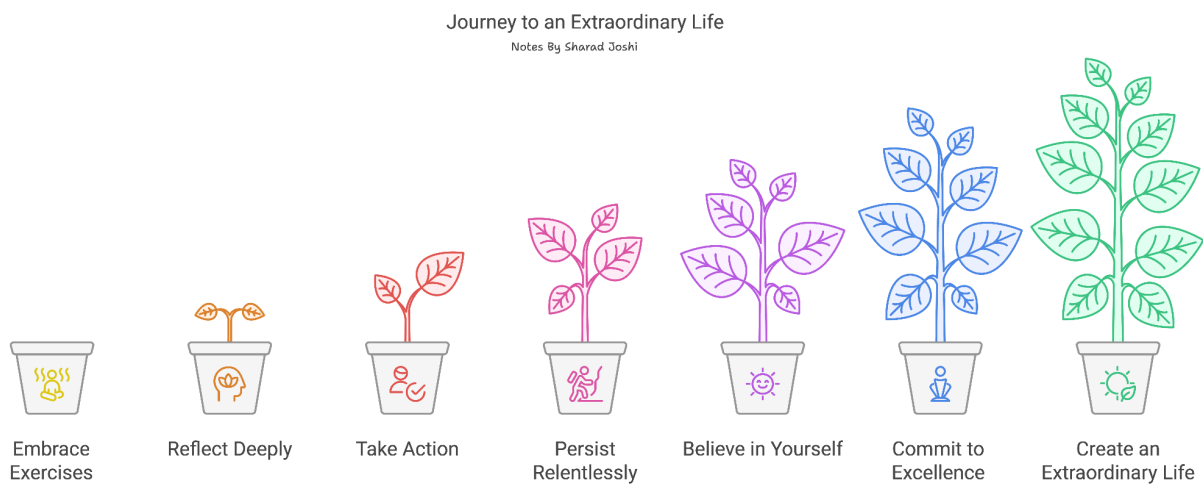 Journey to an Extraordinary Life
Notes By Sharad Joshi
Embrace
Exercises
Reflect Deeply
Take Action
Persist
Relentlessly
Believe in Yourself
Commit to
Excellence
Create an
Extraordinary Life